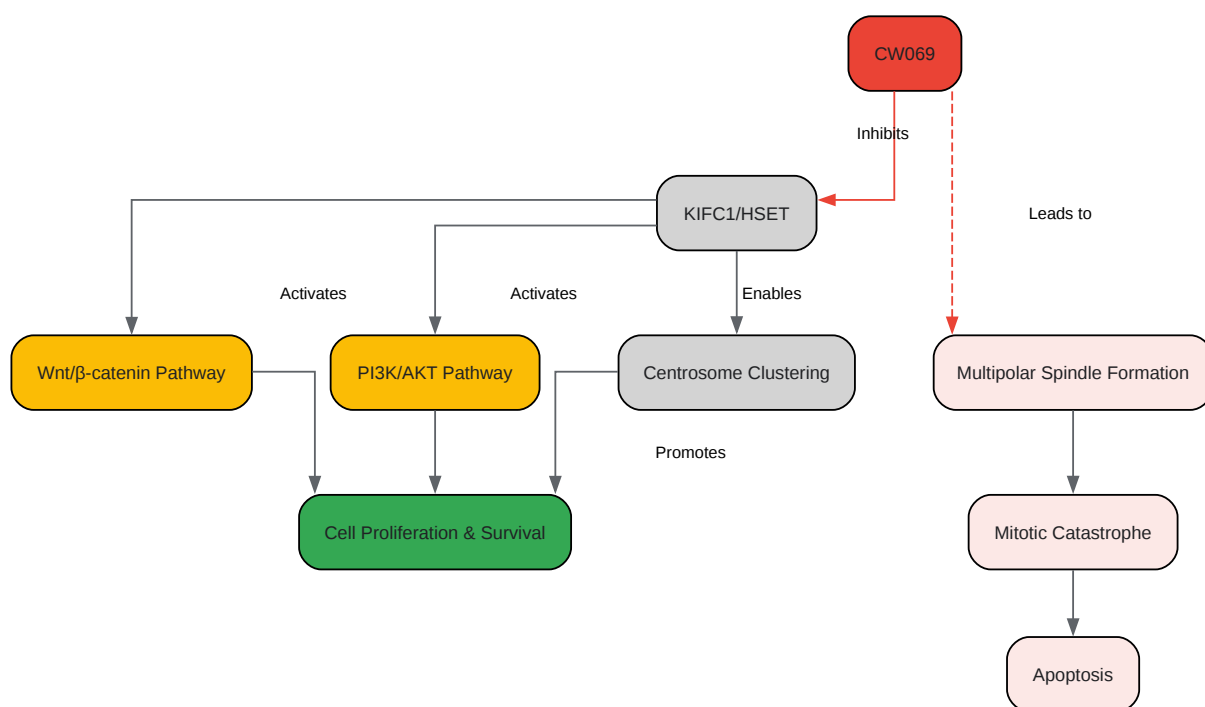 CW069
Inhibits
KIFC1/HSET
Leads to
Activates
Activates
Enables
Wnt/β-catenin Pathway
PI3K/AKT Pathway
Centrosome Clustering
Multipolar Spindle Formation
Promotes
Cell Proliferation & Survival
Mitotic Catastrophe
Apoptosis